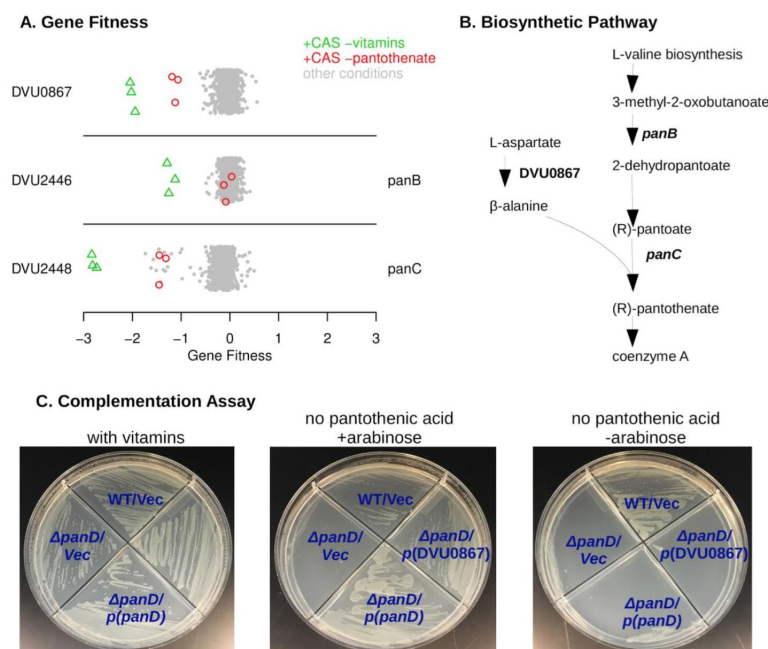 A. Gene Fitness
+CAS −vitamins
+CAS −pantothenate
other conditions
DVU0867
DVU2446
panB
DVU2448
panC
−3 −2 −1 0 1 2 3
Gene Fitness
B. Biosynthetic Pathway
L-valine biosynthesis
3-methyl-2-oxobutanoate
panB
L-aspartate
2-dehydropantoate
DVU0867
β-alanine
(R)-pantoate
panC
(R)-pantothenate
coenzyme A
C. Complementation Assay
with vitamins
WT/Vec
ΔpanD/
Vec
ΔpanD/
p(panD)
no pantothenic acid
+arabinose
WT/Vec
ΔpanD/
Vec
ΔpanD/
p(DVU0867)
ΔpanD/
p(panD)
no pantothenic acid
-arabinose
WT/Vec
ΔpanD/
Vec
ΔpanD/
p(DVU0867)
ΔpanD/
p(panD)